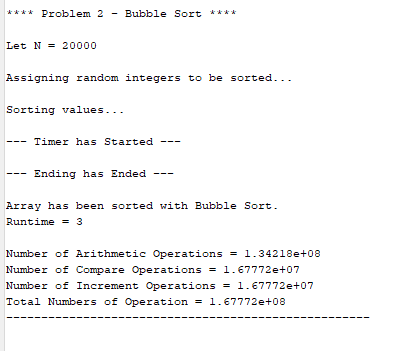 **** Problem 2 - Bubble Sort ****
Let N = 20000
Assigning random integers to be sorted...
Sorting values...
--- Timer has Started ---
--- Ending has Ended ---
Array has been sorted with Bubble Sort.
Runtime = 3
Number of Arithmetic Operations = 1.34218e+08
Number of Compare Operations = 1.67772e+07
Number of Increment Operations = 1.67772e+07
Total Numbers of Operation = 1.67772e+08
----------------------------------------------------